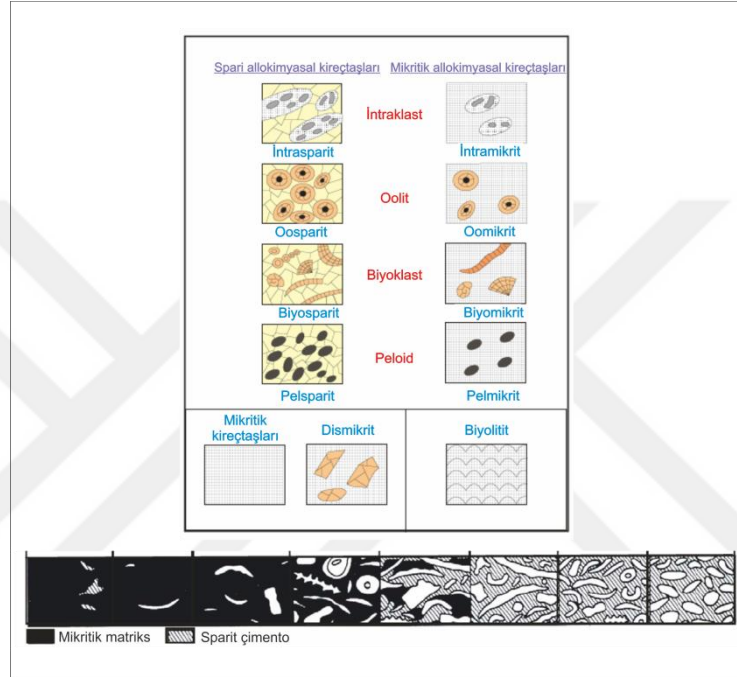 Spari allokimyasal kireçtaşları
Mikritik allokimyasal kireçtaşları
İntraklast
İntrasparit
İntramikrit
Oolit
Oosparit
Oomikrit
Biyoklast
Biyosparit
Biyomikrit
Peloid
Pelsparit
Pelmikrit
Mikritik
kireçtaşları
Dismikrit
Biyolitit
Mikritik matriks
Sparit çimento